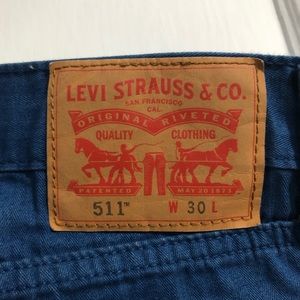 LEVI STRAUSS & CO.
SAN FRANCISCO
CAL.
ORIGINAL RIVETED
QUALITY CLOTHING
PATENTED MAY 20 1873
511™ W 30 L